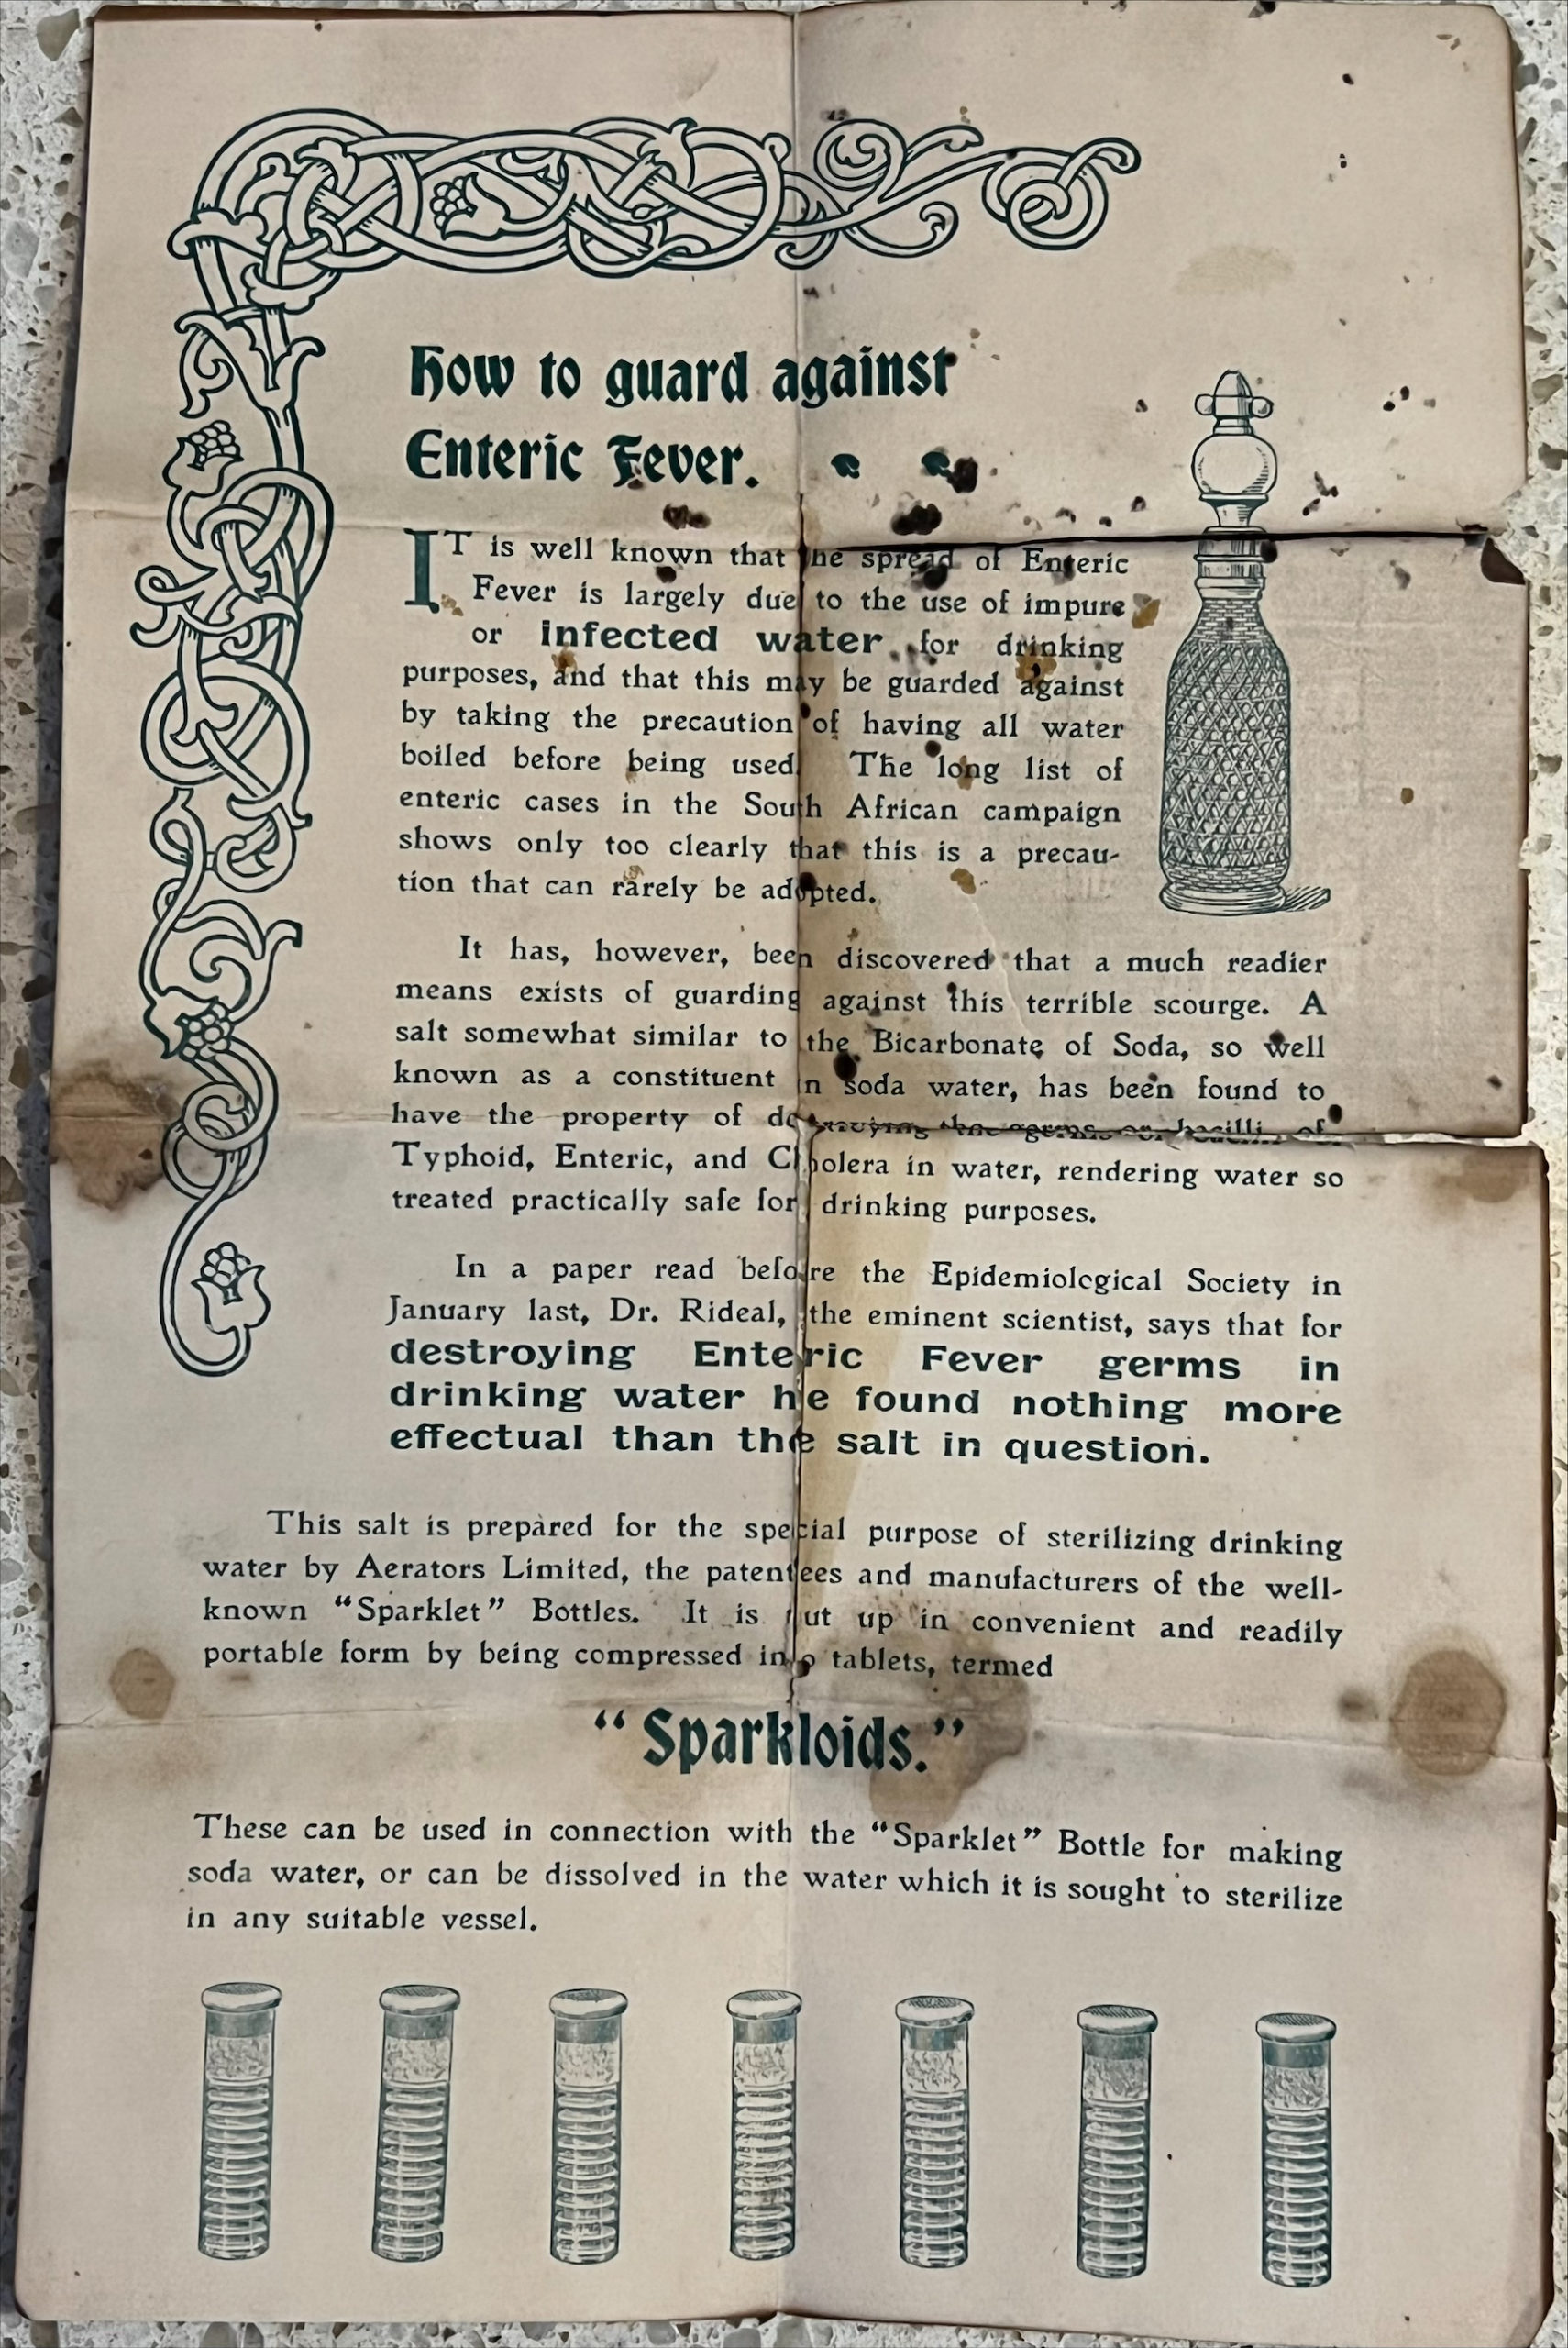 How to guard against
Enteric Fever.
IT is well known that the spread of Enteric
Fever is largely due to the use of impure
or infected water for drinking
purposes, and that this may be guarded against
by taking the precaution of having all water
boiled before being used. The long list of
enteric cases in the South African campaign
shows only too clearly that this is a precau-
tion that can rarely be adopted.
It has, however, been discovered that a much readier
means exists of guarding against this terrible scourge. A
salt somewhat similar to the Bicarbonate of Soda, so well
known as a constituent in soda water, has been found to
have the property of destroying the germs or bacilli of
Typhoid, Enteric, and Cholera in water, rendering water so
treated practically safe for drinking purposes.
In a paper read before the Epidemiological Society in
January last, Dr. Rideal, the eminent scientist, says that for
destroying Enteric Fever germs in
drinking water he found nothing more
effectual than the salt in question.
This salt is prepared for the special purpose of sterilizing drinking
water by Aerators Limited, the patentees and manufacturers of the well-
known "Sparklet" Bottles. It is put up in convenient and readily
portable form by being compressed into tablets, termed
"Sparkloids."
These can be used in connection with the "Sparklet" Bottle for making
soda water, or can be dissolved in the water which it is sought to sterilize
in any suitable vessel.